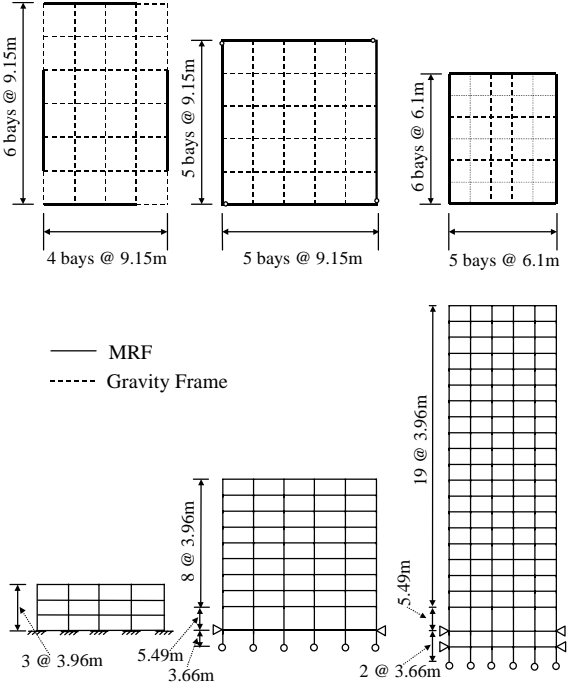 6 bays @ 9.15m
5 bays @ 9.15m
6 bays @ 6.1m
4 bays @ 9.15m
5 bays @ 9.15m
5 bays @ 6.1m
MRF
Gravity Frame
19 @ 3.96m
8 @ 3.96m
5.49m
3 @ 3.96m
5.49m
3.66m
2 @ 3.66m